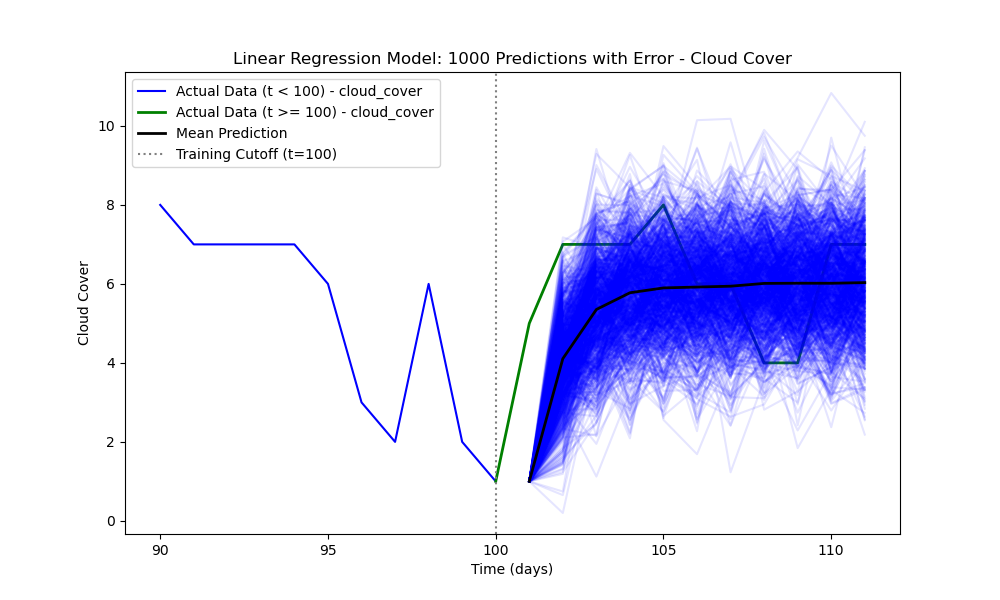 Linear Regression Model: 1000 Predictions with Error - Cloud Cover
Actual Data (t < 100) - cloud_cover
Actual Data (t >= 100) - cloud_cover
Mean Prediction
Training Cutoff (t=100)
Cloud Cover
10
8
6
4
2
0
90
95
100
105
110
Time (days)